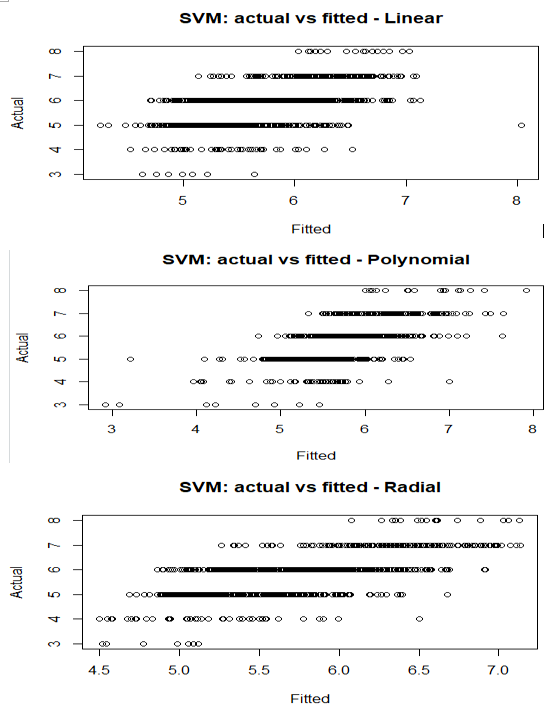 SVM: actual vs fitted - Linear
8
7
6
5
4
3
Actual
5 6 7 8
Fitted
SVM: actual vs fitted - Polynomial
8
7
6
5
4
3
Actual
3 4 5 6 7 8
Fitted
SVM: actual vs fitted - Radial
8
7
6
5
4
3
Actual
4.5 5.0 5.5 6.0 6.5 7.0
Fitted